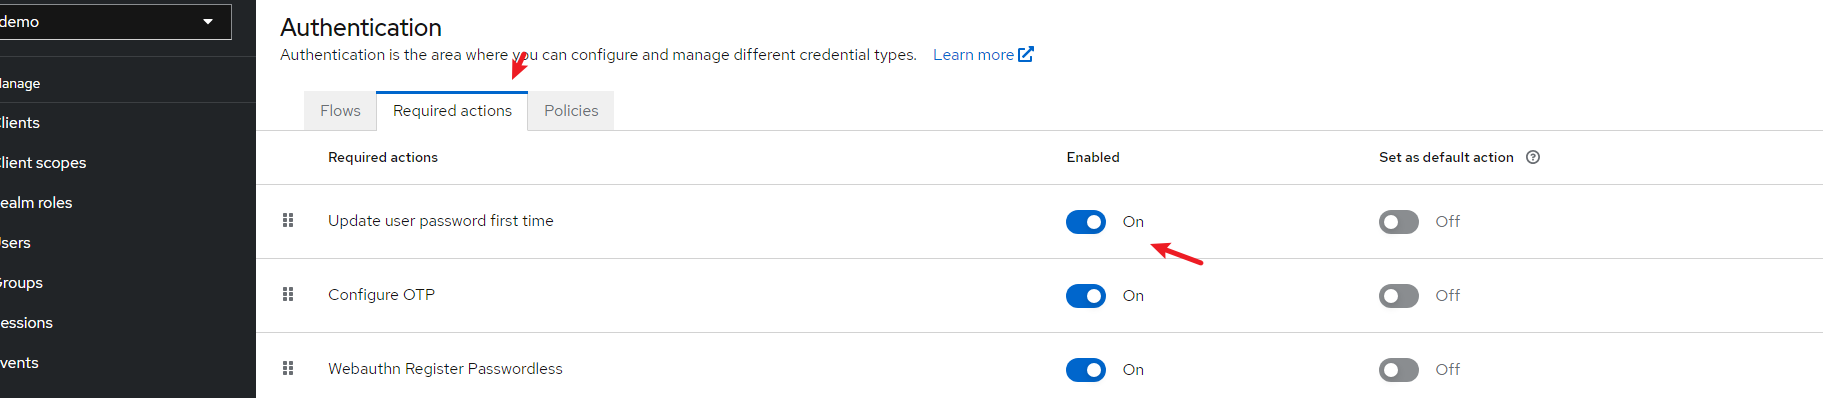 demo
anage
lients
lient scopes
ealm roles
sers
roups
essions
vents
Authentication
Authentication is the area where you can configure and manage different credential types. Learn more
Flows Required actions Policies
Required actions Enabled Set as default action
Update user password first time On Off
Configure OTP On Off
Webauthn Register Passwordless On Off